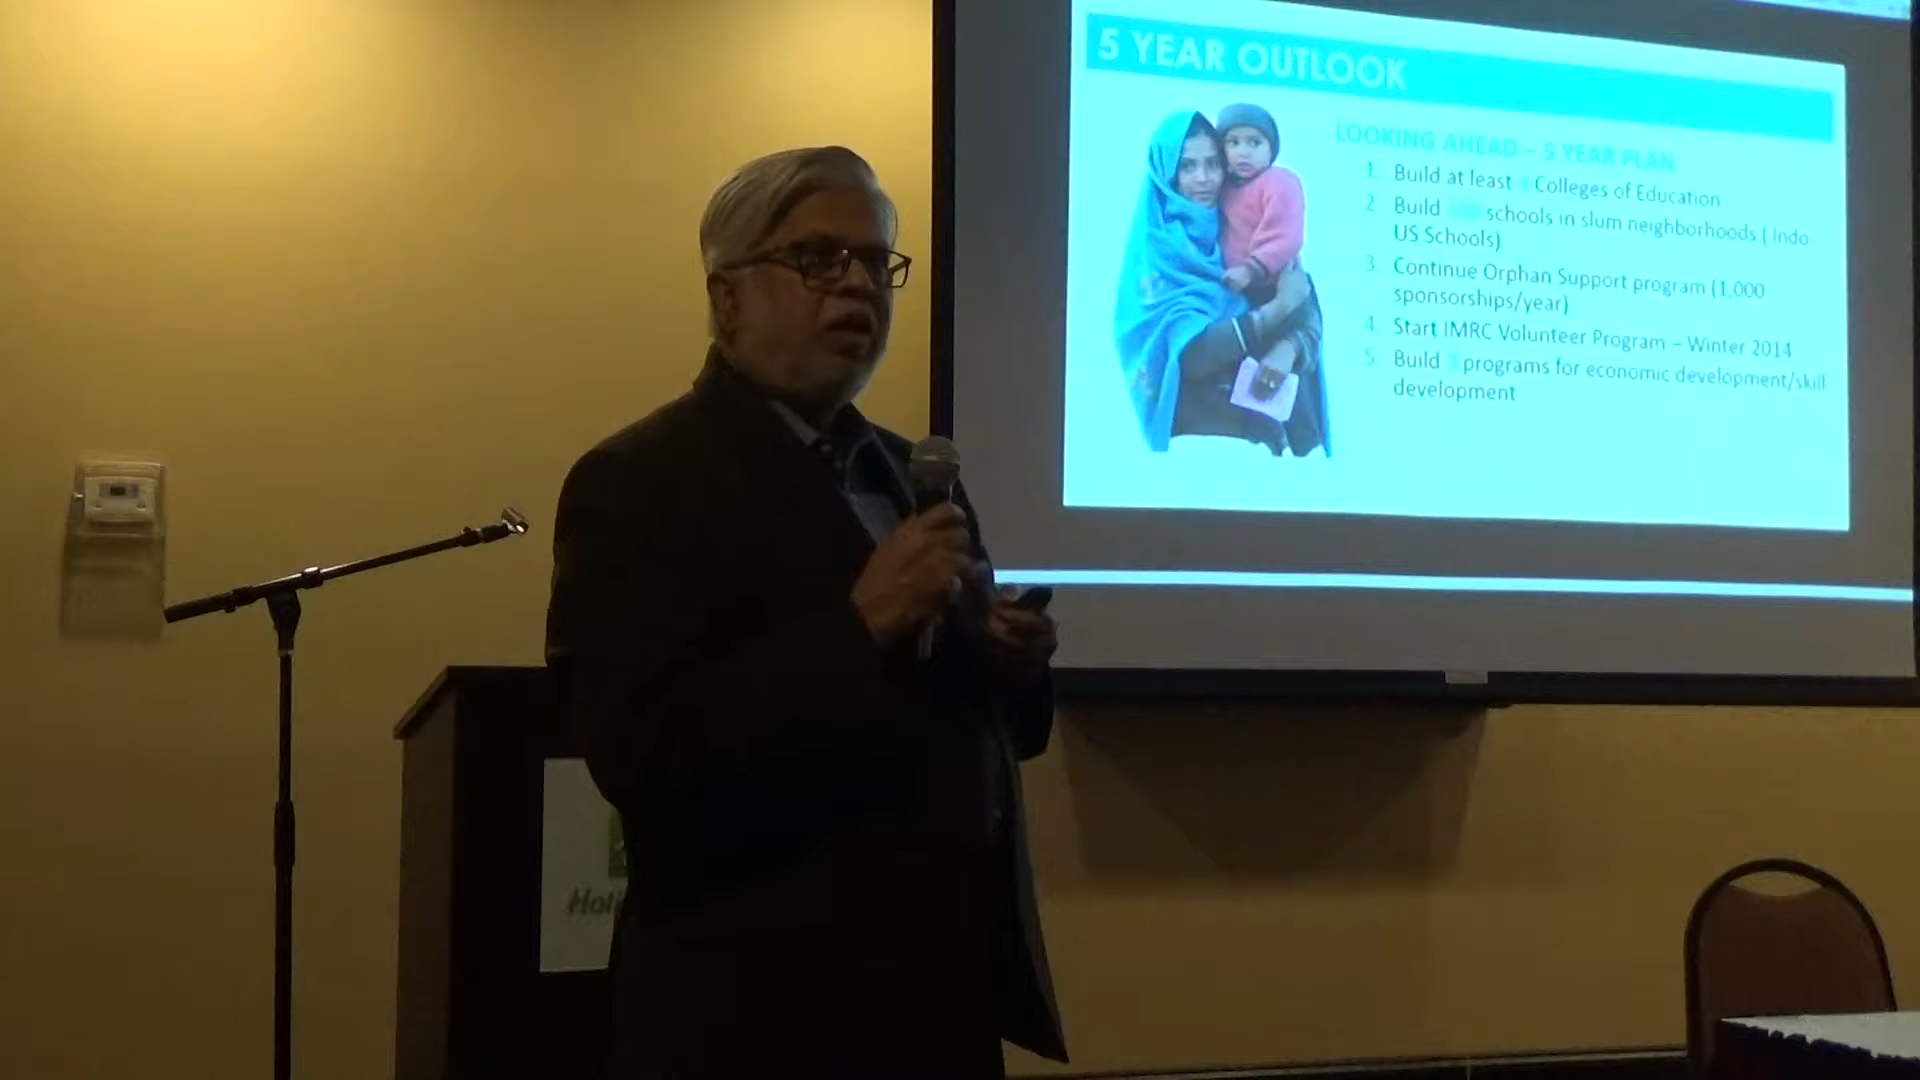 5 YEAR OUTLOOK
LOOKING AHEAD – 5 YEAR PLAN
1. Build at least Colleges of Education
2. Build schools in slum neighborhoods ( Indo-
US Schools)
3. Continue Orphan Support program (1,000
sponsorships/year)
4. Start IMRC Volunteer Program – Winter 2014
5. Build programs for economic development/skill
development
Holi